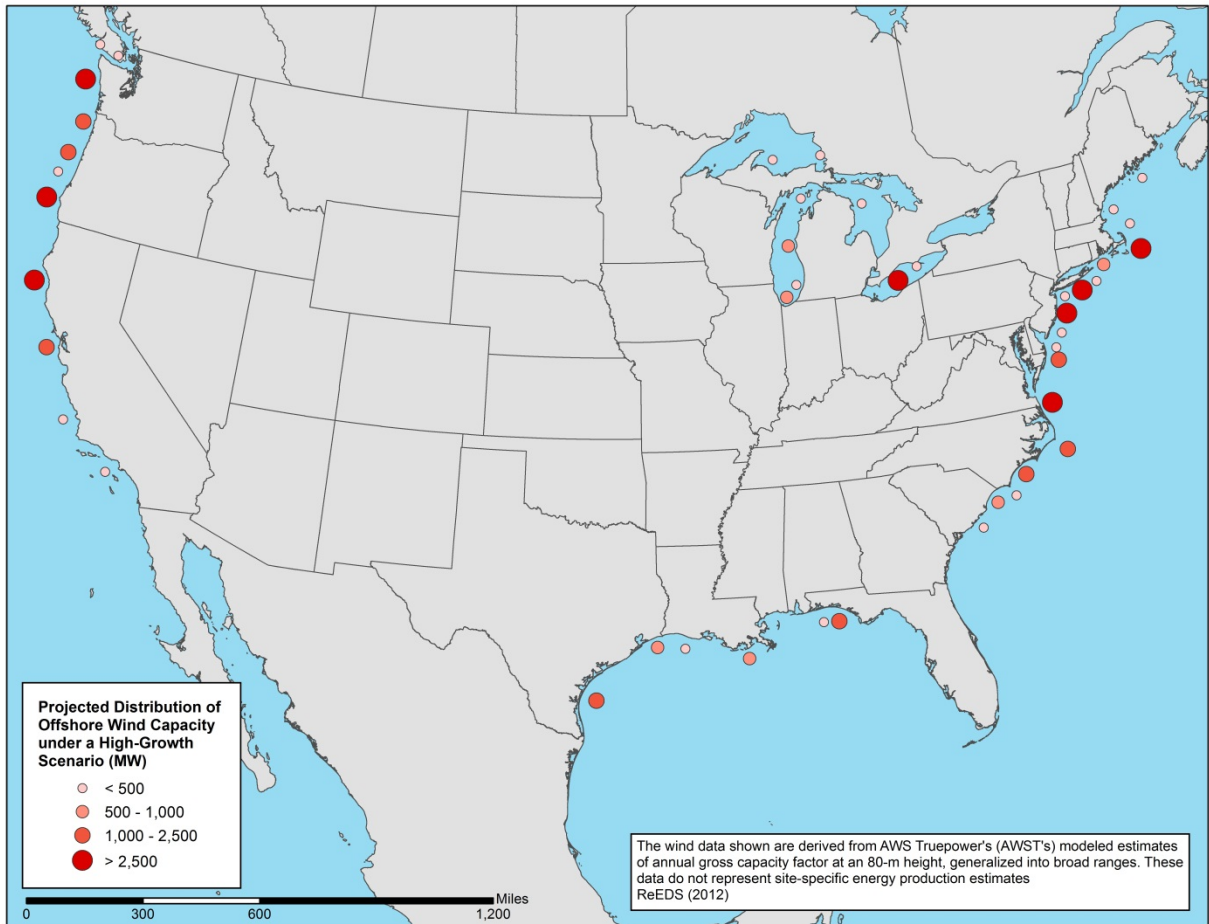 Projected Distribution of
Offshore Wind Capacity
under a High-Growth
Scenario (MW)
< 500
500 - 1,000
1,000 - 2,500
> 2,500
Miles
0 300 600 1,200
The wind data shown are derived from AWS Truepower's (AWST's) modeled estimates
of annual gross capacity factor at an 80-m height, generalized into broad ranges. These
data do not represent site-specific energy production estimates
ReEDS (2012)